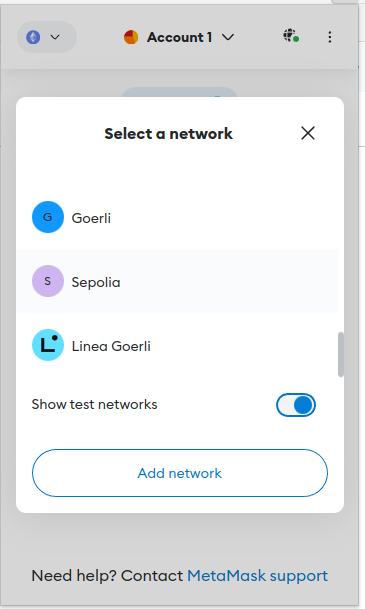 Account 1
Select a network
G
Goerli
S
Sepolia
L
Linea Goerli
Show test networks
Add network
Need help? Contact MetaMask support